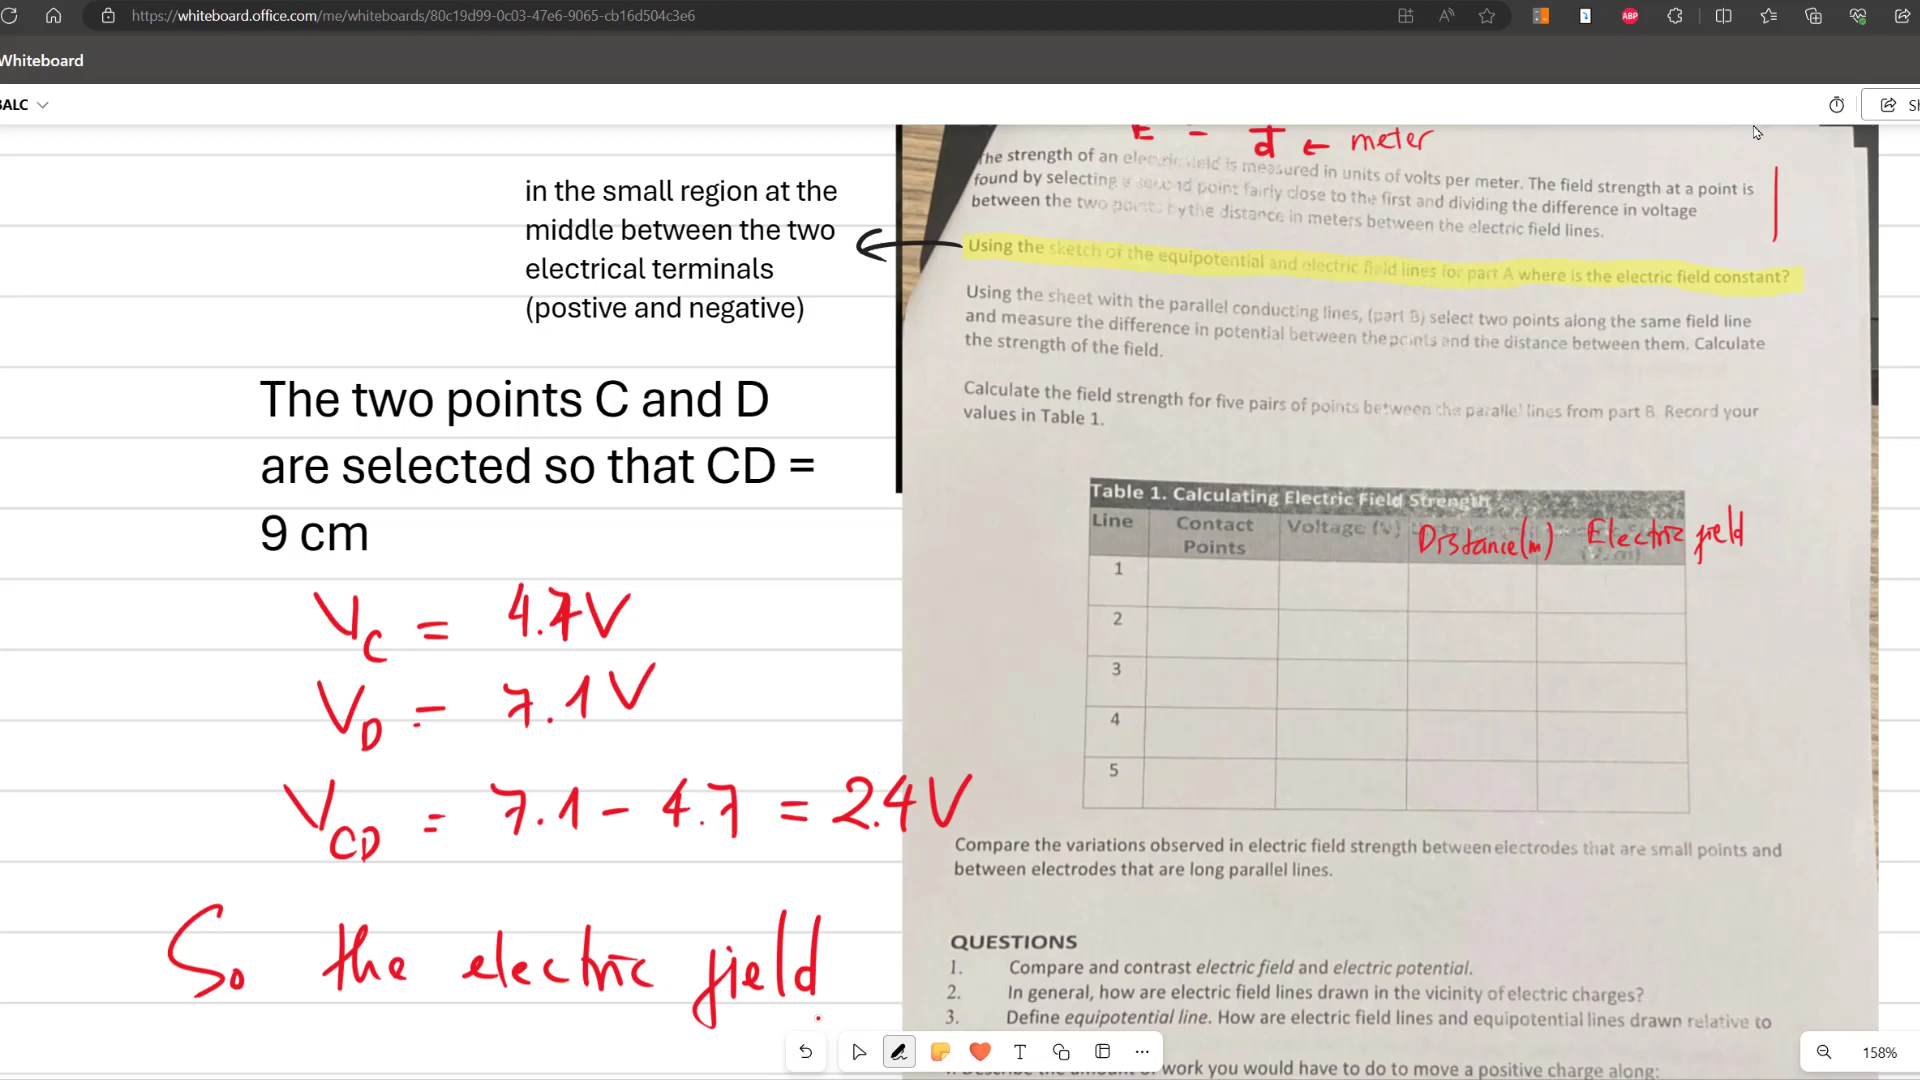 https://whiteboard.office.com/me/whiteboards/80c19d99-0c03-47e6-9065-cb16d504c3e6
Whiteboard
BALC
in the small region at the
middle between the two
electrical terminals
(postive and negative)
The two points C and D
are selected so that CD =
9 cm
VC = 4.7V
VD = 7.1V
VCD = 7.1 - 4.7 = 2.4V
So the electric field
E = d ← meter
The strength of an electric field is measured in units of volts per meter. The field strength at a point is
found by selecting a second point fairly close to the first and dividing the difference in voltage
between the two points by the distance in meters between the electric field lines.
Using the sketch of the equipotential and electric field lines for part A where is the electric field constant?
Using the sheet with the parallel conducting lines, (part B) select two points along the same field line
and measure the difference in potential between the points and the distance between them. Calculate
the strength of the field.
Calculate the field strength for five pairs of points between the parallel lines from part B. Record your
values in Table 1.
Table 1. Calculating Electric Field Strength
Line Contact Points Voltage (V) Distance(m) Electric field
1
2
3
4
5
Compare the variations observed in electric field strength between electrodes that are small points and
between electrodes that are long parallel lines.
QUESTIONS
1. Compare and contrast electric field and electric potential.
2. In general, how are electric field lines drawn in the vicinity of electric charges?
3. Define equipotential line. How are electric field lines and equipotential lines drawn relative to
work you would have to do to move a positive charge along:
158%